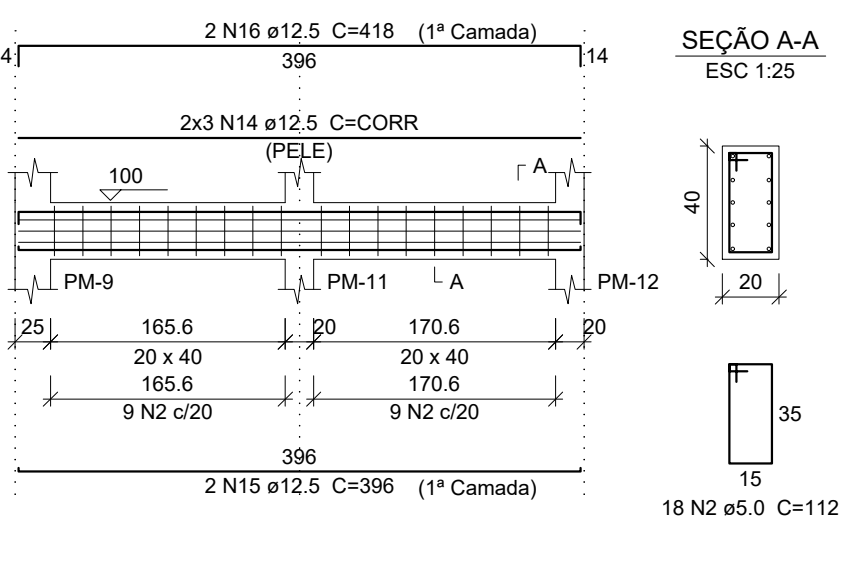 2 N16 ø12.5 C=418 (1ª Camada)
4
396
14
2x3 N14 ø12.5 C=CORR
(PELE)
A
100
PM-9
PM-11
A
PM-12
25
165.6
20
170.6
20
20 x 40
20 x 40
165.6
170.6
9 N2 c/20
9 N2 c/20
396
2 N15 ø12.5 C=396 (1ª Camada)
SEÇÃO A-A
ESC 1:25
40
20
35
15
18 N2 ø5.0 C=112